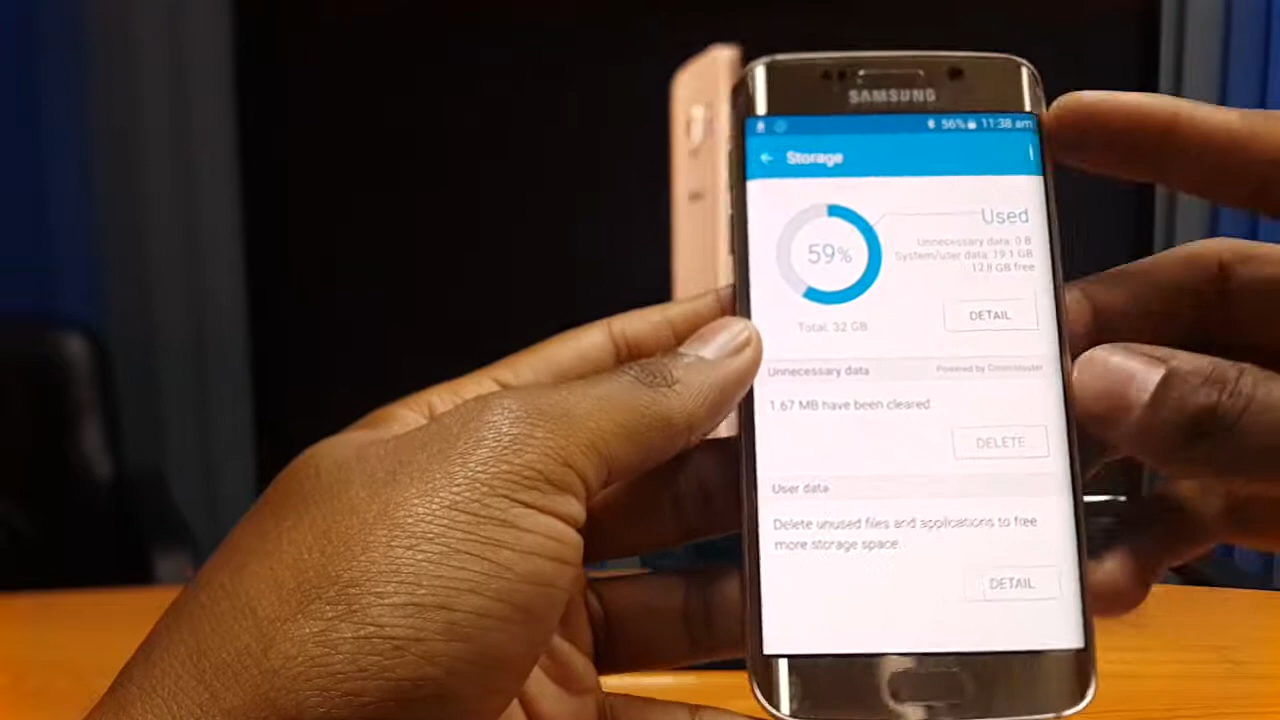 SAMSUNG
56% 11:38 am
Storage
59%
Total: 32 GB
Used
Unnecessary data: 0 B
System/user data: 19.1 GB
12.9 GB free
DETAIL
Unnecessary data
Powered by Cleanmaster
1.67 MB have been cleared.
DELETE
User data
Delete unused files and applications to free
more storage space.
DETAIL